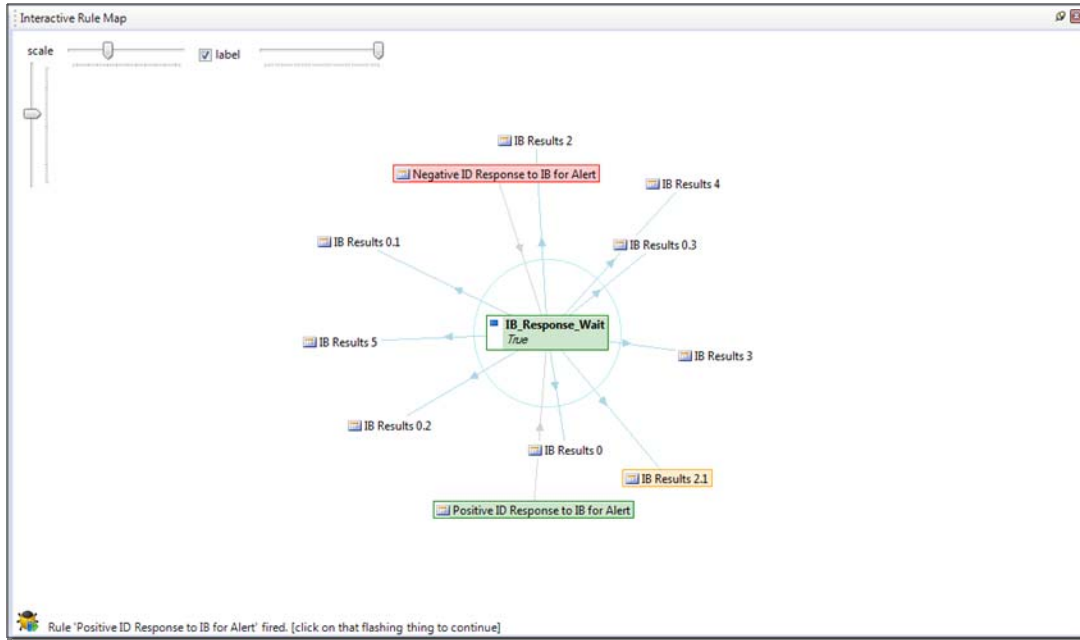 Interactive Rule Map
scale
label
IB Results 2
Negative ID Response to IB for Alert
IB Results 4
IB Results 0.1
IB Results 0.3
IB_Response_Wait
True
IB Results 5
IB Results 3
IB Results 0.2
IB Results 0
IB Results 2.1
Positive ID Response to IB for Alert
Rule 'Positive ID Response to IB for Alert' fired. [click on that flashing thing to continue]